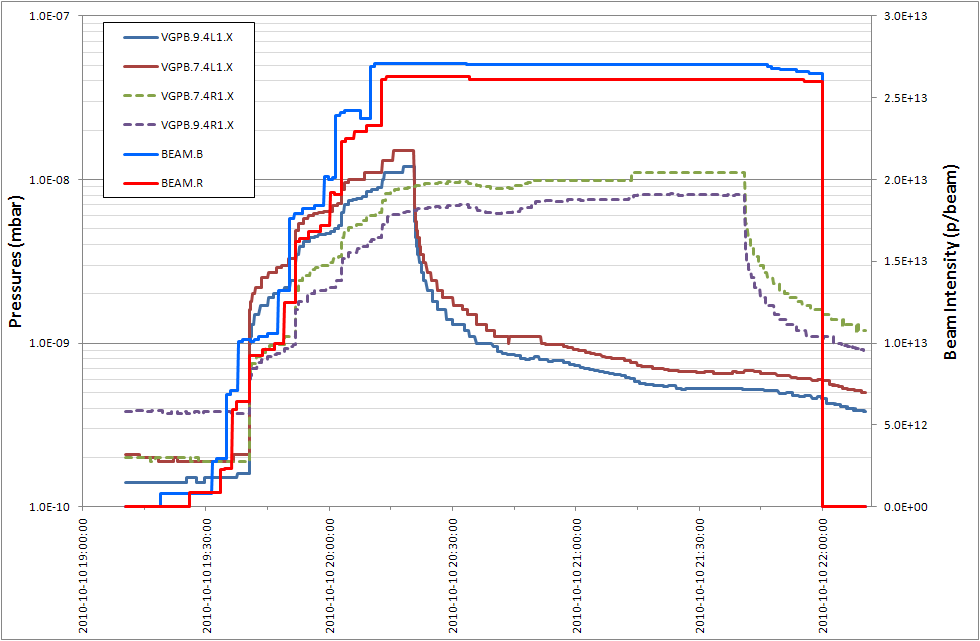 1.0E-07
3.0E+13
VGPB.9.4L1.X
VGPB.7.4L1.X
VGPB.7.4R1.X
VGPB.9.4R1.X
BEAM.B
BEAM.R
2.5E+13
1.0E-08
2.0E+13
Pressures (mbar)
Beam Intensity (p/beam)
1.5E+13
1.0E-09
1.0E+13
5.0E+12
1.0E-10
0.0E+00
2010-10-10 19:00:00
2010-10-10 19:30:00
2010-10-10 20:00:00
2010-10-10 20:30:00
2010-10-10 21:00:00
2010-10-10 21:30:00
2010-10-10 22:00:00